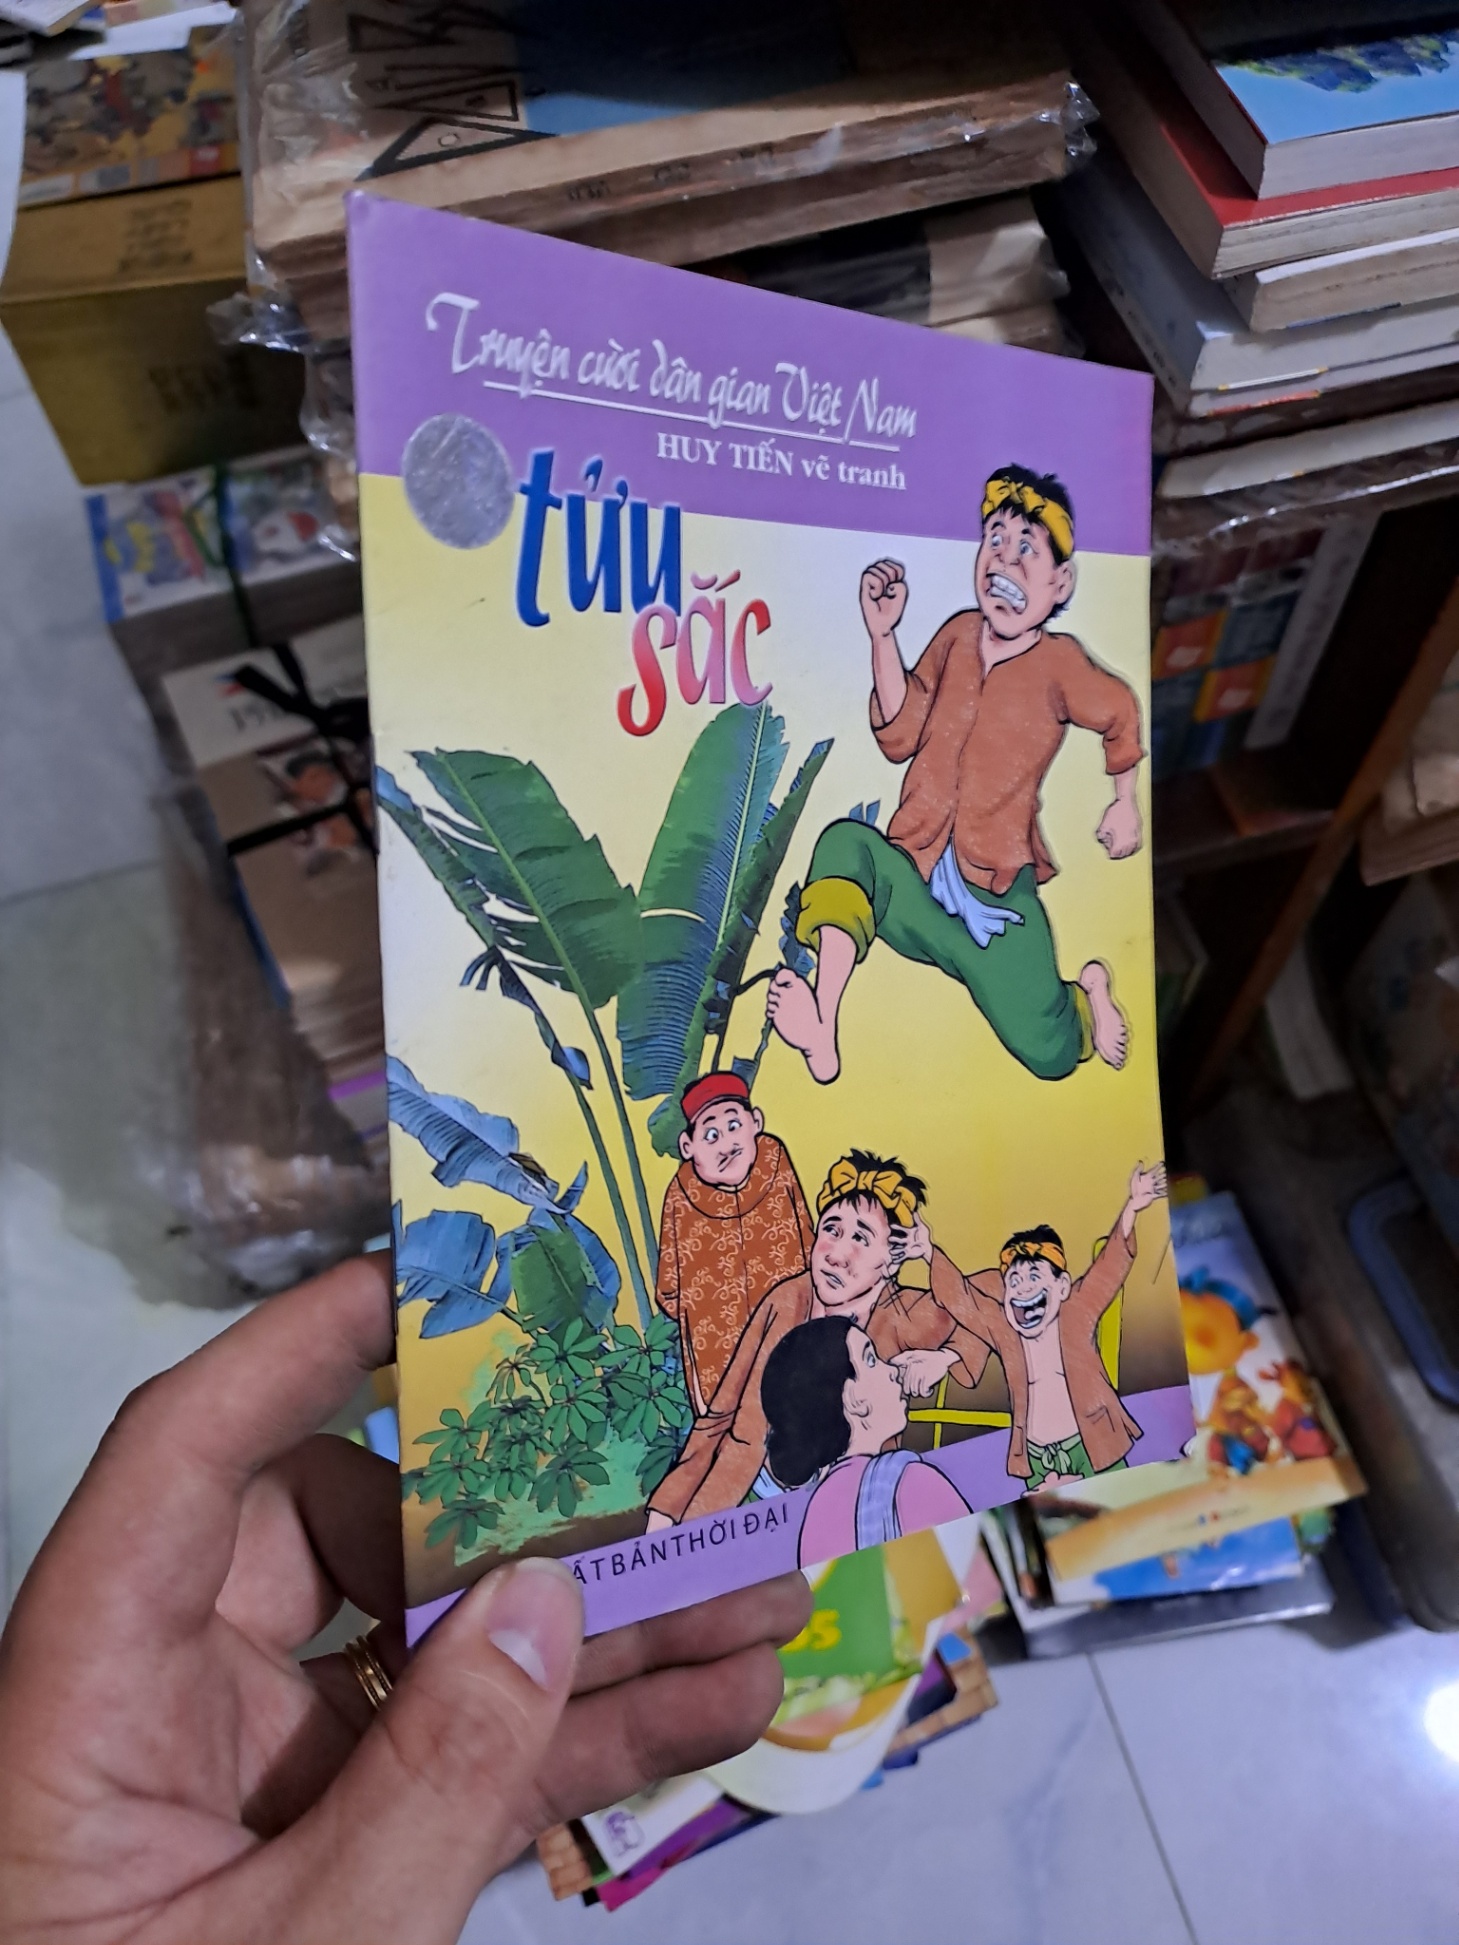 Truyện cười dân gian Việt Nam
HUY TIẾN vẽ tranh
tửu
sắc
ẤT BẢN THỜI ĐẠI